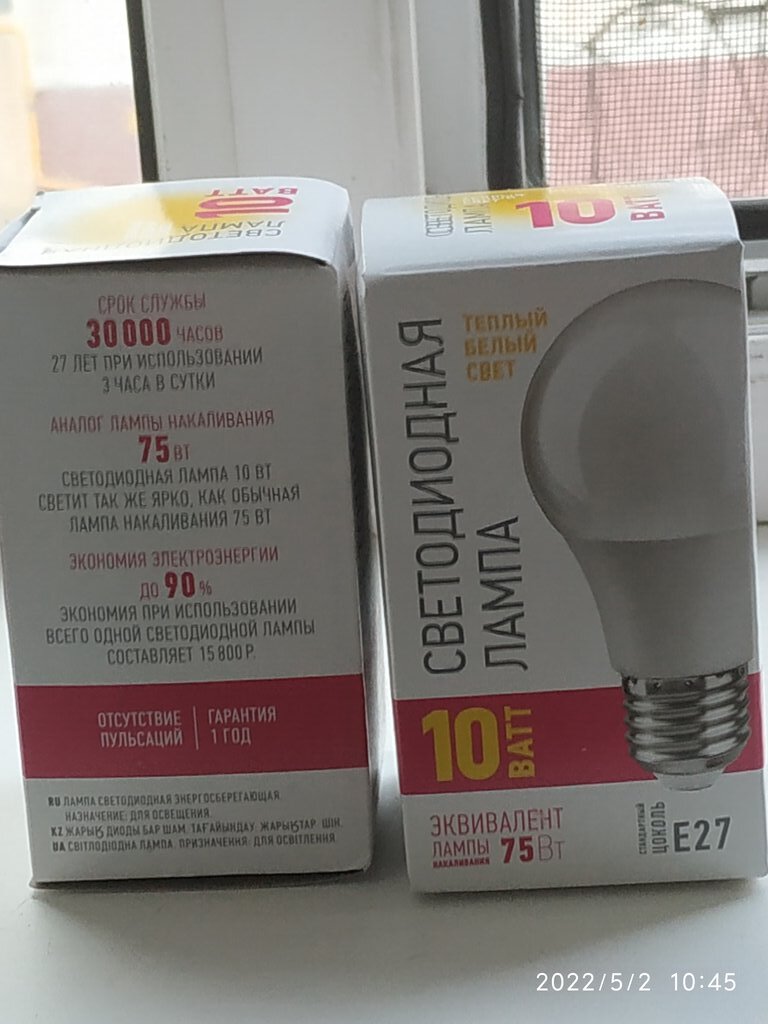 10
ВАТТ
СВЕТОДИОДНАЯ
ЛАМПА
СРОК СЛУЖБЫ
30000 ЧАСОВ
27 ЛЕТ ПРИ ИСПОЛЬЗОВАНИИ
3 ЧАСА В СУТКИ
АНАЛОГ ЛАМПЫ НАКАЛИВАНИЯ
75 ВТ
СВЕТОДИОДНАЯ ЛАМПА 10 ВТ
СВЕТИТ ТАК ЖЕ ЯРКО, КАК ОБЫЧНАЯ
ЛАМПА НАКАЛИВАНИЯ 75 ВТ
ЭКОНОМИЯ ЭЛЕКТРОЭНЕРГИИ
ДО 90%
ЭКОНОМИЯ ПРИ ИСПОЛЬЗОВАНИИ
ВСЕГО ОДНОЙ СВЕТОДИОДНОЙ ЛАМПЫ
СОСТАВЛЯЕТ 15800 Р.
ОТСУТСТВИЕ
ПУЛЬСАЦИЙ
ГАРАНТИЯ
1 ГОД
RU ЛАМПА СВЕТОДИОДНАЯ ЭНЕРГОСБЕРЕГАЮЩАЯ.
НАЗНАЧЕНИЕ: ДЛЯ ОСВЕЩЕНИЯ.
KZ ЖАРЫҚ ДИОДЫ БАР ШАМ. ТАҒАЙЫНДАУ: ЖАРЫҚТАР. ШІН.
UA СВІТЛОДІОДНА ЛАМПА. ПРИЗНАЧЕННЯ: ДЛЯ ОСВІТЛЕННЯ.
10
ВАТТ
ТЕПЛЫЙ
БЕЛЫЙ
СВЕТ
СВЕТОДИОДНАЯ
ЛАМПА
10 ВАТТ
ЭКВИВАЛЕНТ
ЛАМПЫ
НАКАЛИВАНИЯ
75 Вт
СТАНДАРТНЫЙ
ЦОКОЛЬ
E27
2022/5/2 10:45